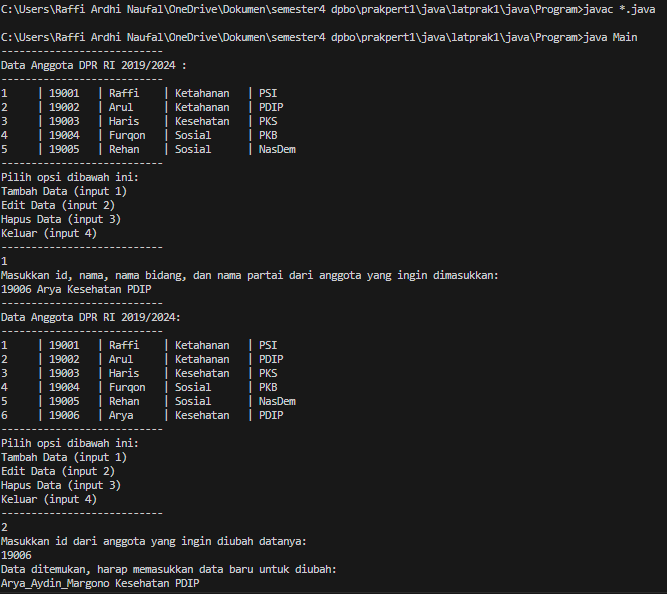 C:\Users\Raffi Ardhi Naufal\OneDrive\Dokumen\semester4 dpbo\prakpert1\java\latprak1\java\Program>javac *.java
C:\Users\Raffi Ardhi Naufal\OneDrive\Dokumen\semester4 dpbo\prakpert1\java\latprak1\java\Program>java Main
---------------------------
Data Anggota DPR RI 2019/2024 :
---------------------------
1     | 19001   | Raffi    | Ketahanan   | PSI
2     | 19002   | Arul     | Ketahanan   | PDIP
3     | 19003   | Haris    | Kesehatan   | PKS
4     | 19004   | Furqon   | Sosial      | PKB
5     | 19005   | Rehan    | Sosial      | NasDem
---------------------------
Pilih opsi dibawah ini:
Tambah Data (input 1)
Edit Data (input 2)
Hapus Data (input 3)
Keluar (input 4)
---------------------------
1
Masukkan id, nama, nama bidang, dan nama partai dari anggota yang ingin dimasukkan:
19006 Arya Kesehatan PDIP
---------------------------
Data Anggota DPR RI 2019/2024:
---------------------------
1     | 19001   | Raffi    | Ketahanan   | PSI
2     | 19002   | Arul     | Ketahanan   | PDIP
3     | 19003   | Haris    | Kesehatan   | PKS
4     | 19004   | Furqon   | Sosial      | PKB
5     | 19005   | Rehan    | Sosial      | NasDem
6     | 19006   | Arya     | Kesehatan   | PDIP
---------------------------
Pilih opsi dibawah ini:
Tambah Data (input 1)
Edit Data (input 2)
Hapus Data (input 3)
Keluar (input 4)
---------------------------
2
Masukkan id dari anggota yang ingin diubah datanya:
19006
Data ditemukan, harap memasukkan data baru untuk diubah:
Arya_Aydin_Margono Kesehatan PDIP